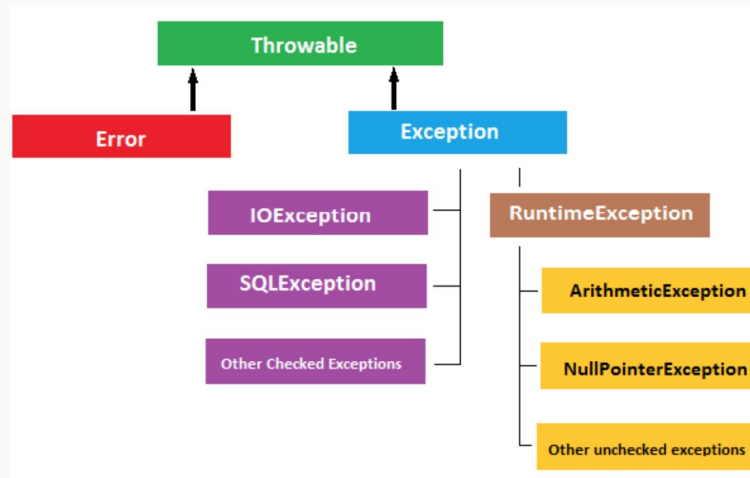 Throwable
Error
Exception
IOException
RuntimeException
SQLException
ArithmeticException
Other Checked Exceptions
NullPointerException
Other unchecked exceptions